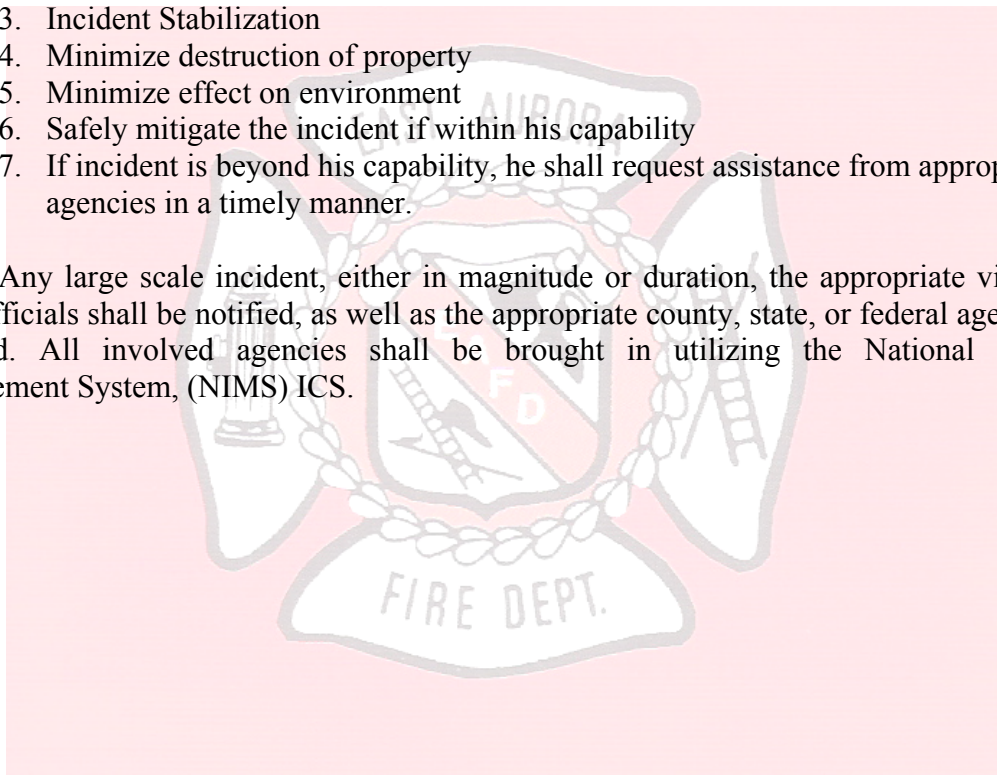 3. Incident Stabilization
4. Minimize destruction of property
5. Minimize effect on environment
6. Safely mitigate the incident if within his capability
7. If incident is beyond his capability, he shall request assistance from approp
agencies in a timely manner.
Any large scale incident, either in magnitude or duration, the appropriate vi
fficials shall be notified, as well as the appropriate county, state, or federal age
d. All involved agencies shall be brought in utilizing the National
ement System, (NIMS) ICS.
EAST AURORA
E A F D
FIRE DEPT.